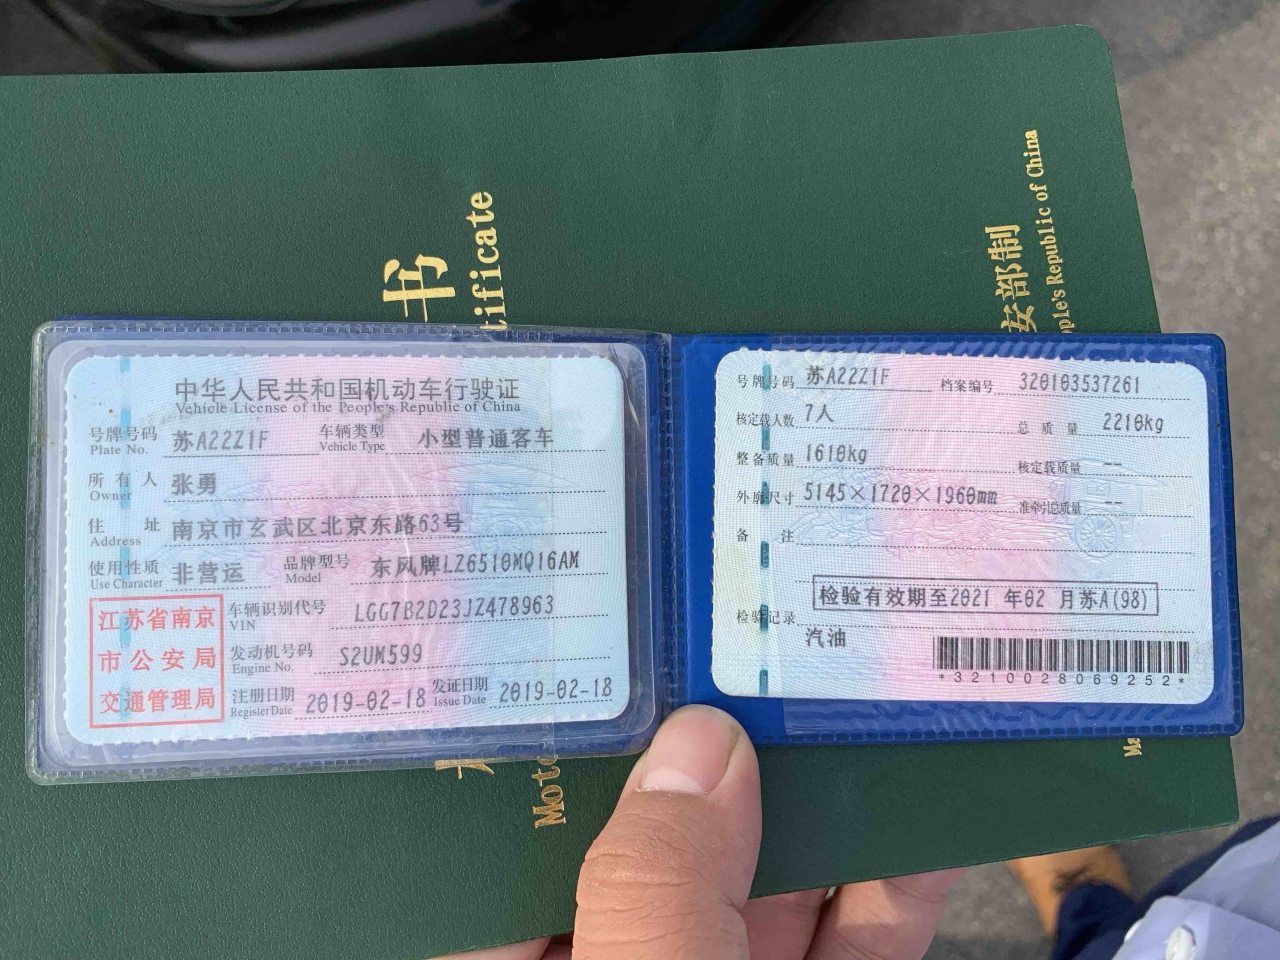 书
tificate
安部制
ople's Republic of China
中华人民共和国机动车行驶证
Vehicle License of the People's Republic of China
号牌号码 苏A22Z1F 车辆类型 小型普通客车
Plate No. Vehicle Type
所有人 张勇
Owner
住址 南京市玄武区北京东路63号
Address
使用性质 非营运 品牌型号 东风牌LZ6510MQ16AM
Use Character Model
江苏省南京
市公安局
交通管理局
车辆识别代号 LGG7B2D23JZ478963
VIN
发动机号码 S2UM599
Engine No.
注册日期 2019-02-18 发证日期 2019-02-18
Register Date Issue Date
号牌号码 苏A22Z1F 档案编号 320103537261
核定载人数 7人 总质量 2210kg
整备质量 1610kg 核定载质量 --
外廓尺寸 5145×1720×1960mm 准牵引总质量 --
备注
检验有效期至2021 年02 月苏A(98)
检验记录
汽油
*3210028069252*
Moto
Ma